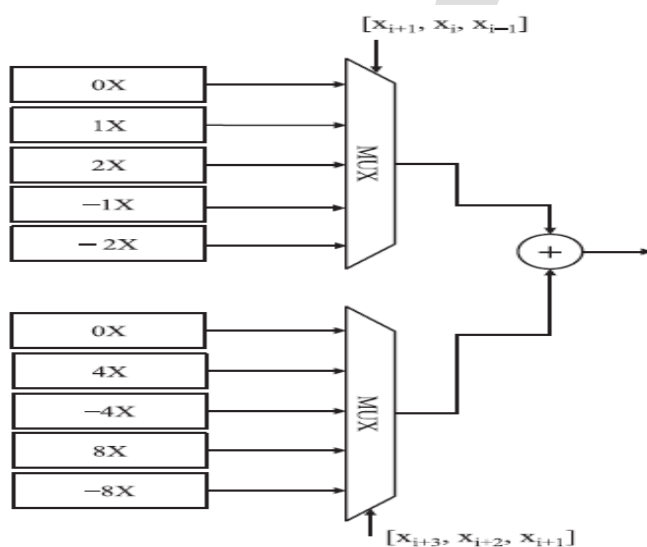 [x_{i+1}, x_i, x_{i-1}]
0X
1X
2X
−1X
−2X
MUX
+
0X
4X
−4X
8X
−8X
MUX
[x_{i+3}, x_{i+2}, x_{i+1}]